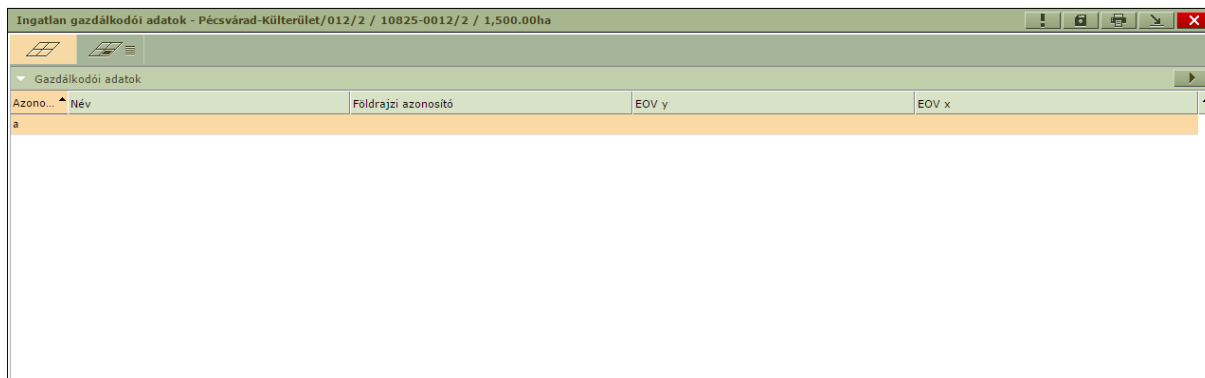 Ingatlan gazdálkodói adatok - Pécsvárad-Külterület/012/2 / 10825-0012/2 / 1,500.00ha
Gazdálkodói adatok
Azono... Név Földrajzi azonosító EOV y EOV x
a